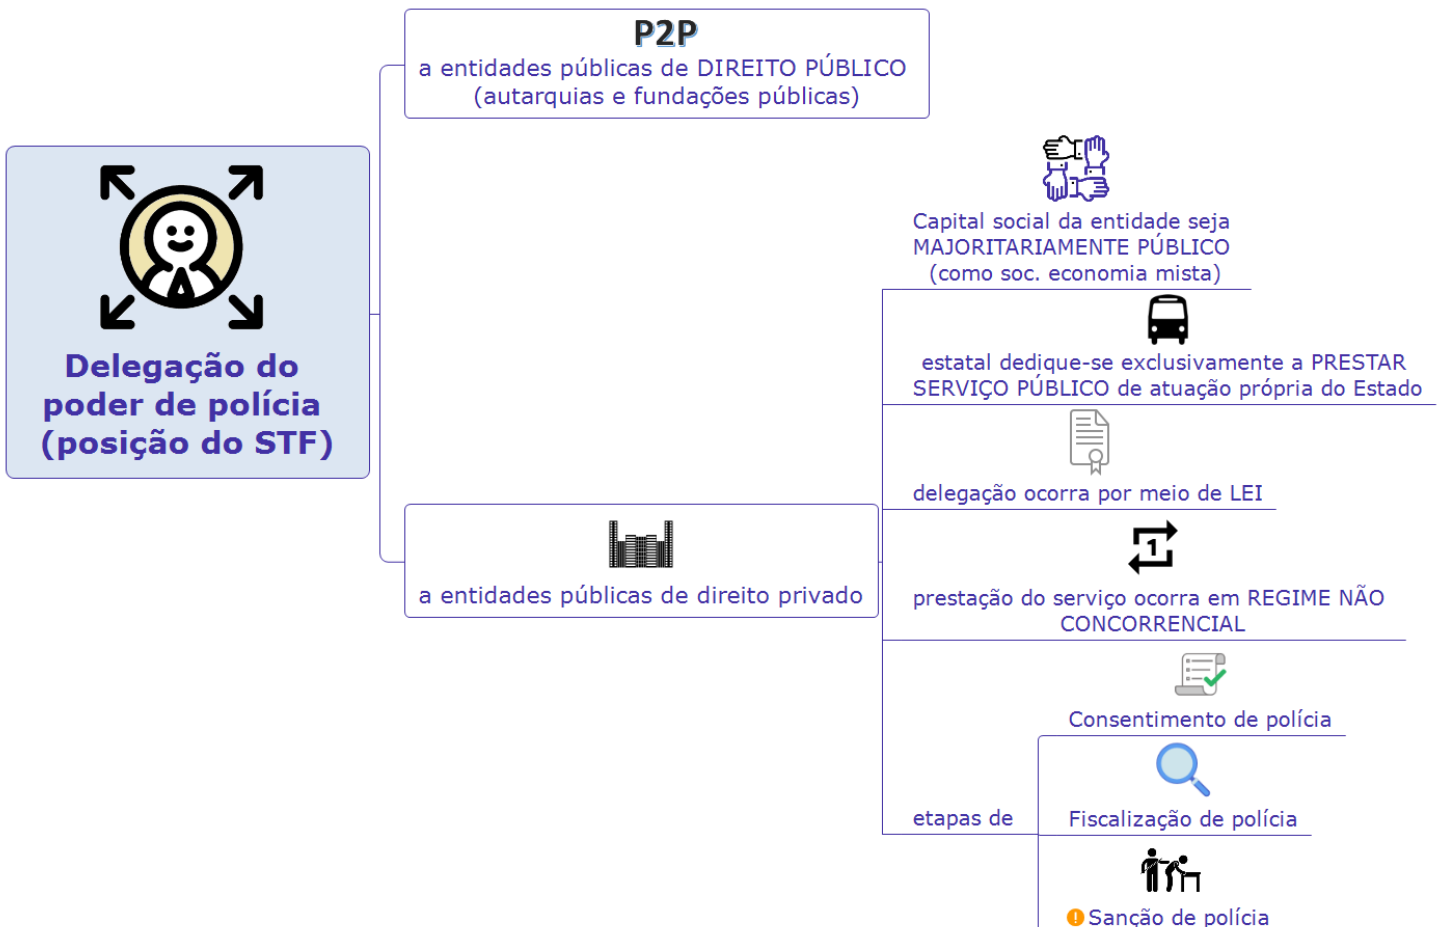 P2P
a entidades públicas de DIREITO PÚBLICO
(autarquias e fundações públicas)
Delegação do
poder de polícia
(posição do STF)
a entidades públicas de direito privado
Capital social da entidade seja
MAJORITARIAMENTE PÚBLICO
(como soc. economia mista)
estatal dedique-se exclusivamente a PRESTAR
SERVIÇO PÚBLICO de atuação própria do Estado
delegação ocorra por meio de LEI
1
prestação do serviço ocorra em REGIME NÃO
CONCORRENCIAL
etapas de
Consentimento de polícia
Fiscalização de polícia
! Sanção de polícia